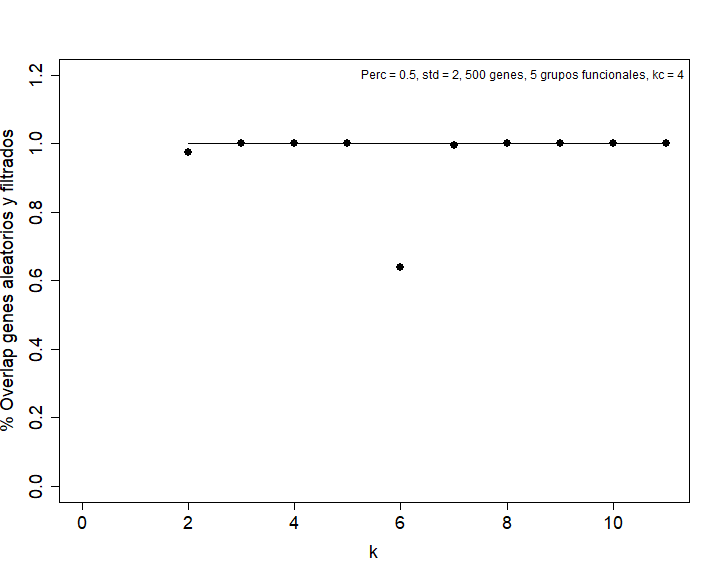 Perc = 0.5, std = 2, 500 genes, 5 grupos funcionales, kc = 4
% Overlap genes aleatorios y filtrados
1.2
1.0
0.8
0.6
0.4
0.2
0.0
0 2 4 6 8 10
k